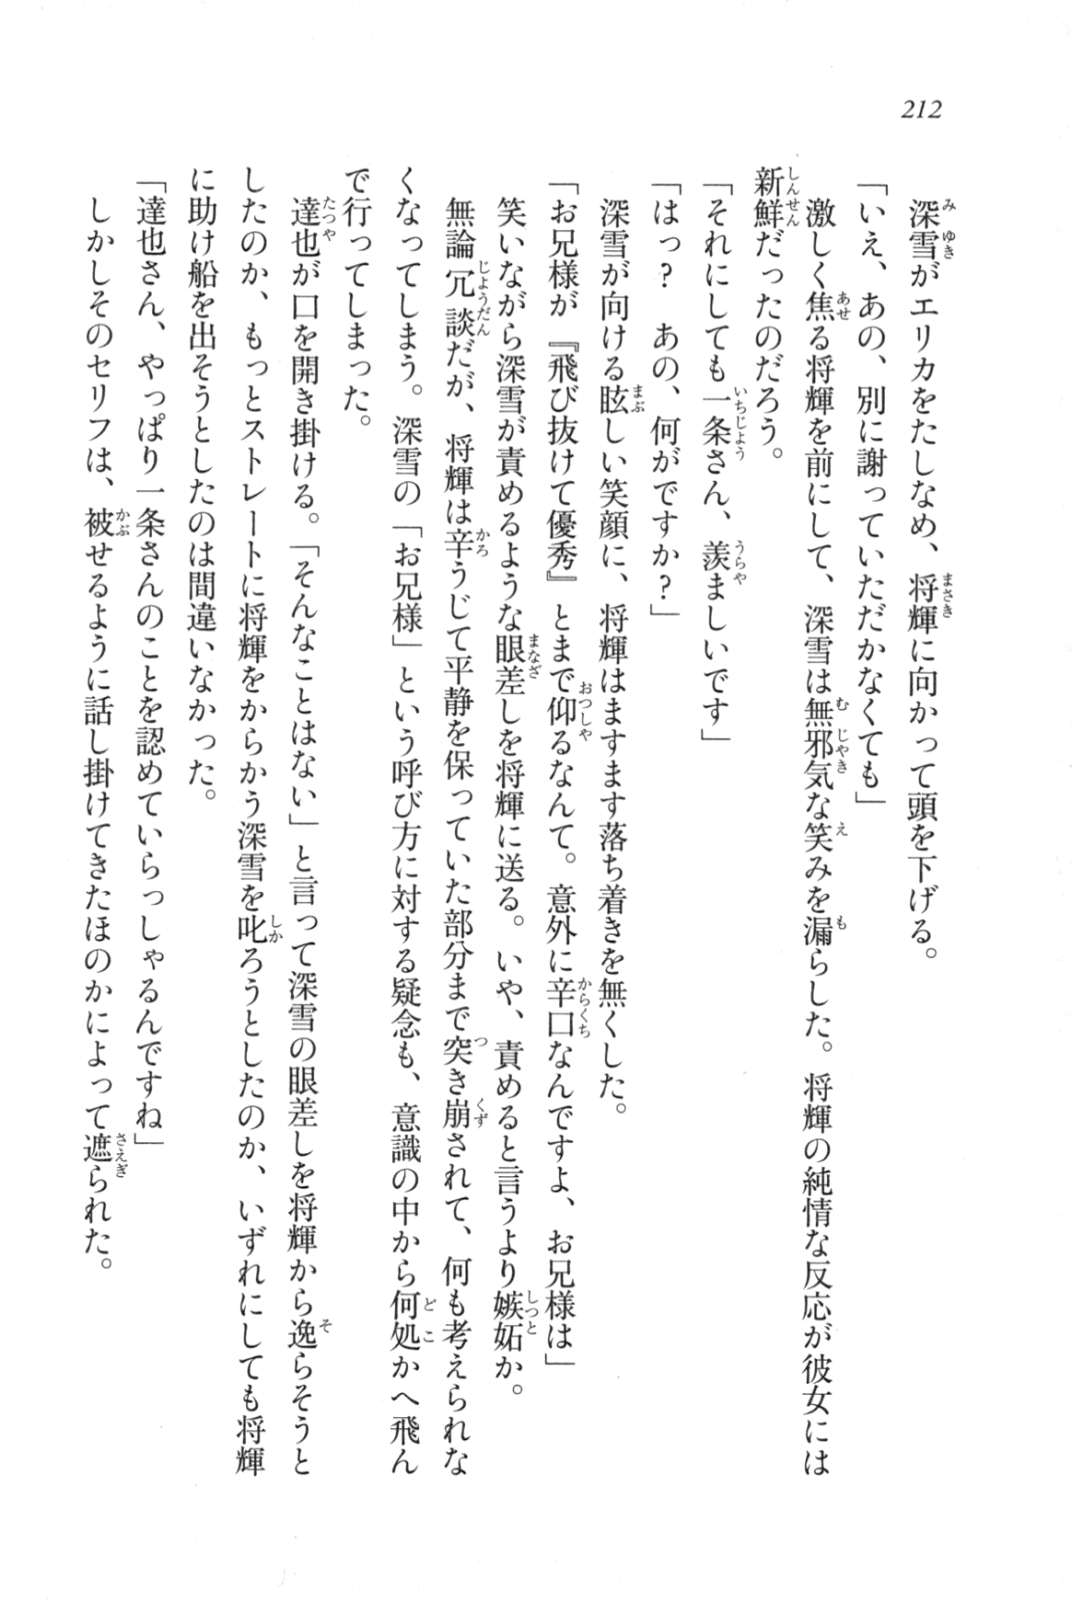 212
深雪がエリカをたしなめ、将輝に向かって頭を下げる。
「いえ、あの、別に謝っていただかなくても」
激しく焦る将輝を前にして、深雪は無邪気な笑みを漏らした。将輝の純情な反応が彼女には
新鮮だったのだろう。
「それにしても一条さん、羨ましいです」
「はっ？　あの、何がですか？」
深雪が向ける眩しい笑顔に、将輝はますます落ち着きを無くした。
「お兄様が『飛び抜けて優秀』とまで仰るなんて。意外に辛口なんですよ、お兄様は」
笑いながら深雪が責めるような眼差しを将輝に送る。いや、責めると言うより嫉妬か。
無論冗談だが、将輝は辛うじて平静を保っていた部分まで突き崩されて、何も考えられな
くなってしまう。深雪の「お兄様」という呼び方に対する疑念も、意識の中から何処かへ飛ん
で行ってしまった。
達也が口を開き掛ける。「そんなことはない」と言って深雪の眼差しを将輝から逸らそうと
したのか、もっとストレートに将輝をからかう深雪を叱ろうとしたのか、いずれにしても将輝
に助け船を出そうとしたのは間違いなかった。
「達也さん、やっぱり一条さんのことを認めていらっしゃるんですね」
しかしそのセリフは、被せるように話し掛けてきたほのかによって遮られた。